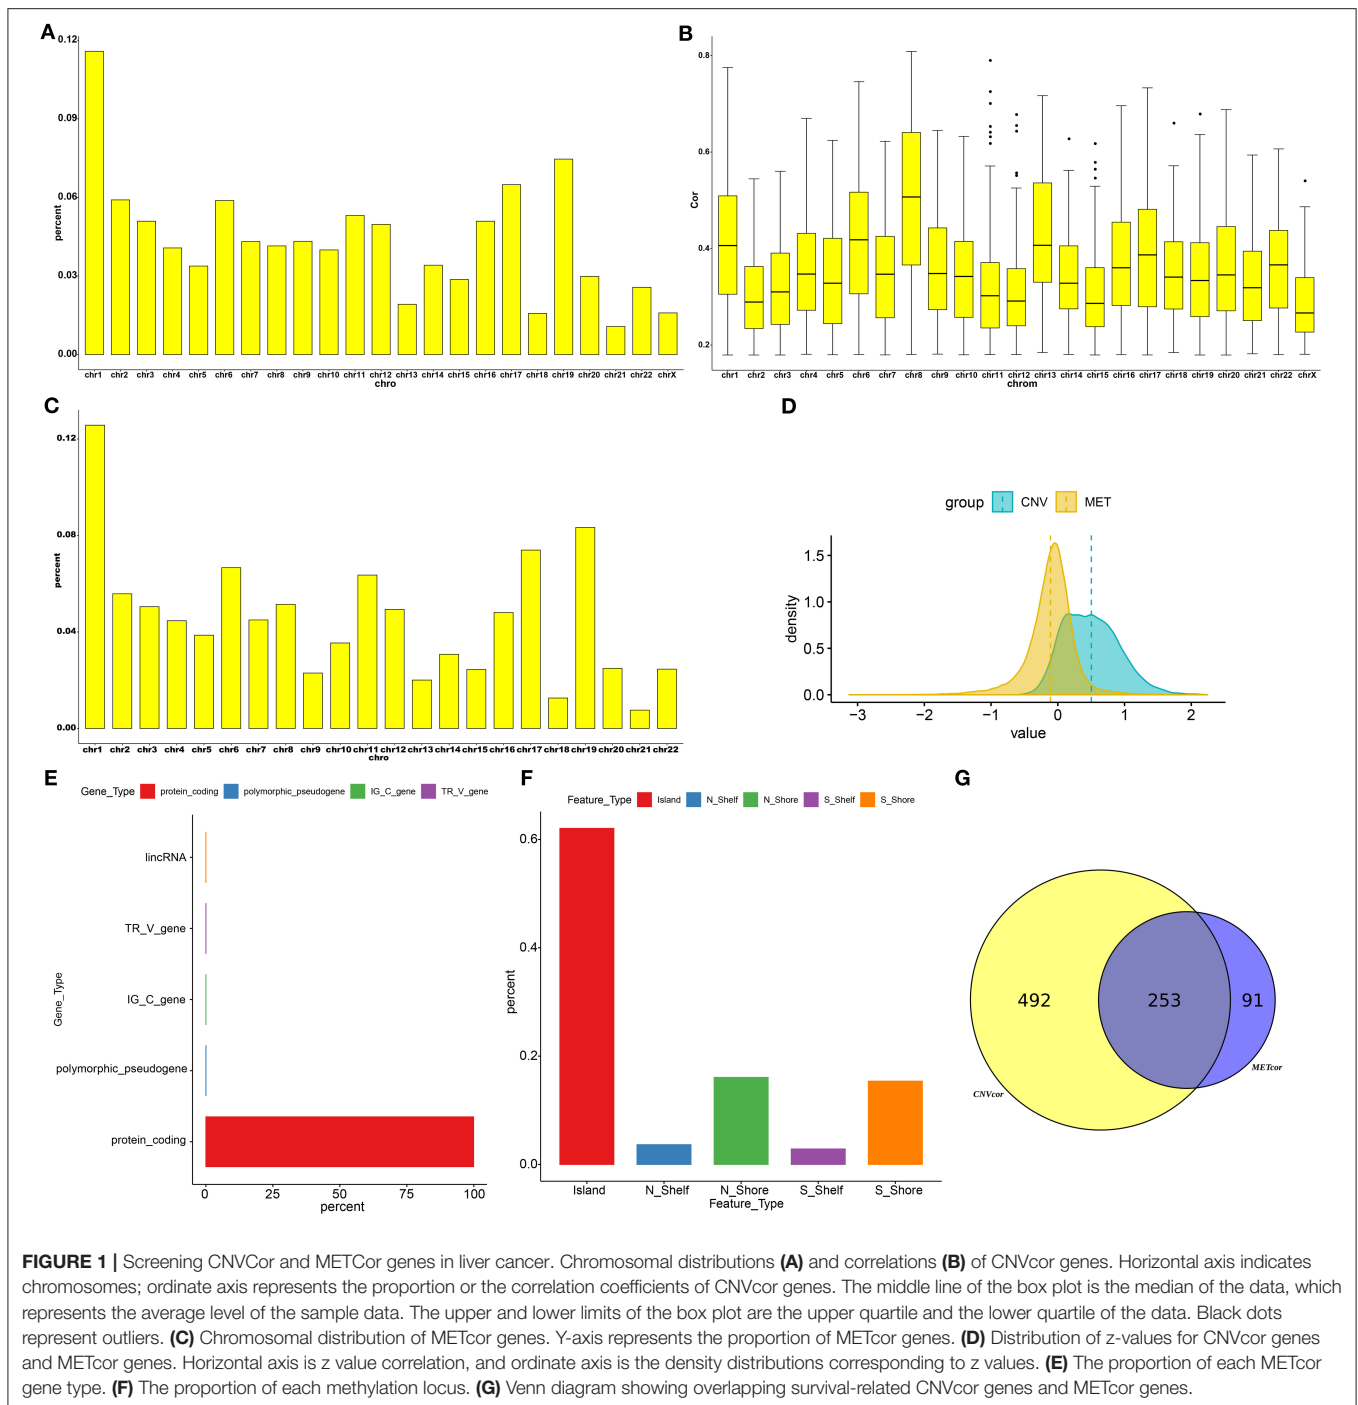 A
0.12
0.09
0.06
0.03
0.00
percent
chr1 chr2 chr3 chr4 chr5 chr6 chr7 chr8 chr9 chr10 chr11 chr12 chr13 chr14 chr15 chr16 chr17 chr18 chr19 chr20 chr21 chr22 chrX
chro
B
0.8
0.6
0.4
0.2
Cor
chr1 chr2 chr3 chr4 chr5 chr6 chr7 chr8 chr9 chr10 chr11 chr12 chr13 chr14 chr15 chr16 chr17 chr18 chr19 chr20 chr21 chr22 chrX
chrom
C
0.12
0.08
0.04
0.00
percent
chr1 chr2 chr3 chr4 chr5 chr6 chr7 chr8 chr9 chr10 chr11 chr12 chr13 chr14 chr15 chr16 chr17 chr18 chr19 chr20 chr21 chr22
chro
D
group CNV MET
1.5
1.0
0.5
0.0
density
−3 −2 −1 0 1 2
value
E
Gene_Type protein_coding polymorphic_pseudogene IG_C_gene TR_V_gene
lincRNA
TR_V_gene
IG_C_gene
polymorphic_pseudogene
protein_coding
Gene_Type
0 25 50 75 100
percent
F
Feature_Type Island N_Shelf N_Shore S_Shelf S_Shore
0.6
0.4
0.2
0.0
percent
Island N_Shelf N_Shore S_Shelf S_Shore
Feature_Type
G
492 253 91
METcor
CNVcor
FIGURE 1 | Screening CNVCor and METCor genes in liver cancer. Chromosomal distributions (A) and correlations (B) of CNVcor genes. Horizontal axis indicates
chromosomes; ordinate axis represents the proportion or the correlation coefficients of CNVcor genes. The middle line of the box plot is the median of the data, which
represents the average level of the sample data. The upper and lower limits of the box plot are the upper quartile and the lower quartile of the data. Black dots
represent outliers. (C) Chromosomal distribution of METcor genes. Y-axis represents the proportion of METcor genes. (D) Distribution of z-values for CNVcor genes
and METcor genes. Horizontal axis is z value correlation, and ordinate axis is the density distributions corresponding to z values. (E) The proportion of each METcor
gene type. (F) The proportion of each methylation locus. (G) Venn diagram showing overlapping survival-related CNVcor genes and METcor genes.